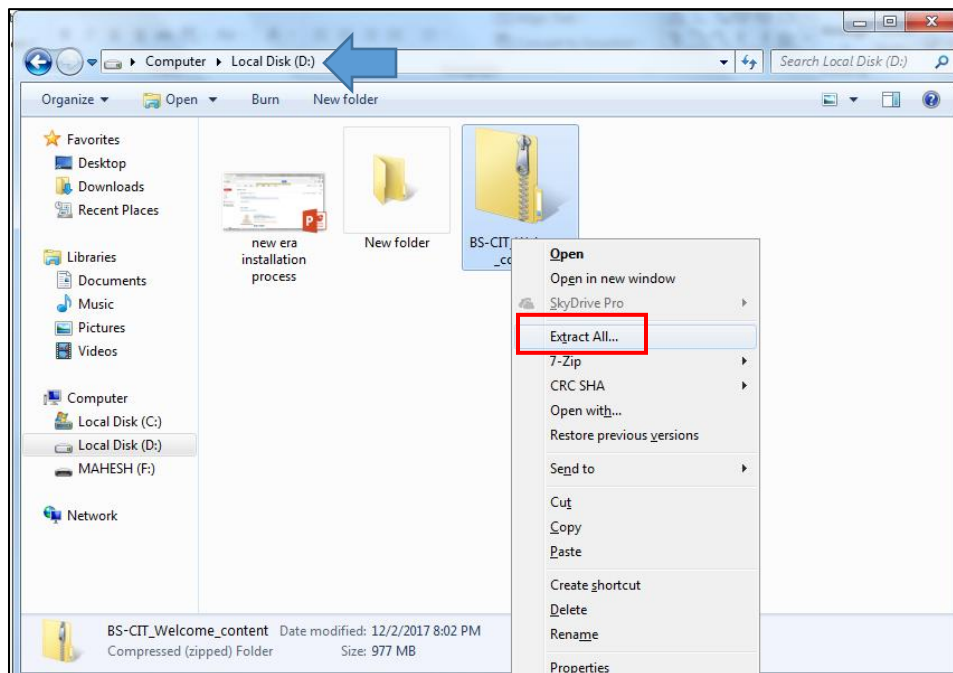 Computer ▸ Local Disk (D:)
Search Local Disk (D:)
Organize
Open
Burn
New folder
Favorites
Desktop
Downloads
Recent Places
Libraries
Documents
Music
Pictures
Videos
Computer
Local Disk (C:)
Local Disk (D:)
MAHESH (F:)
Network
new era
installation
process
New folder
BS-CIT
Open
Open in new window
SkyDrive Pro
Extract All...
7-Zip
CRC SHA
Open with...
Restore previous versions
Send to
Cut
Copy
Paste
Create shortcut
Delete
Rename
Properties
BS-CIT_Welcome_content Date modified: 12/2/2017 8:02 PM
Compressed (zipped) Folder Size: 977 MB